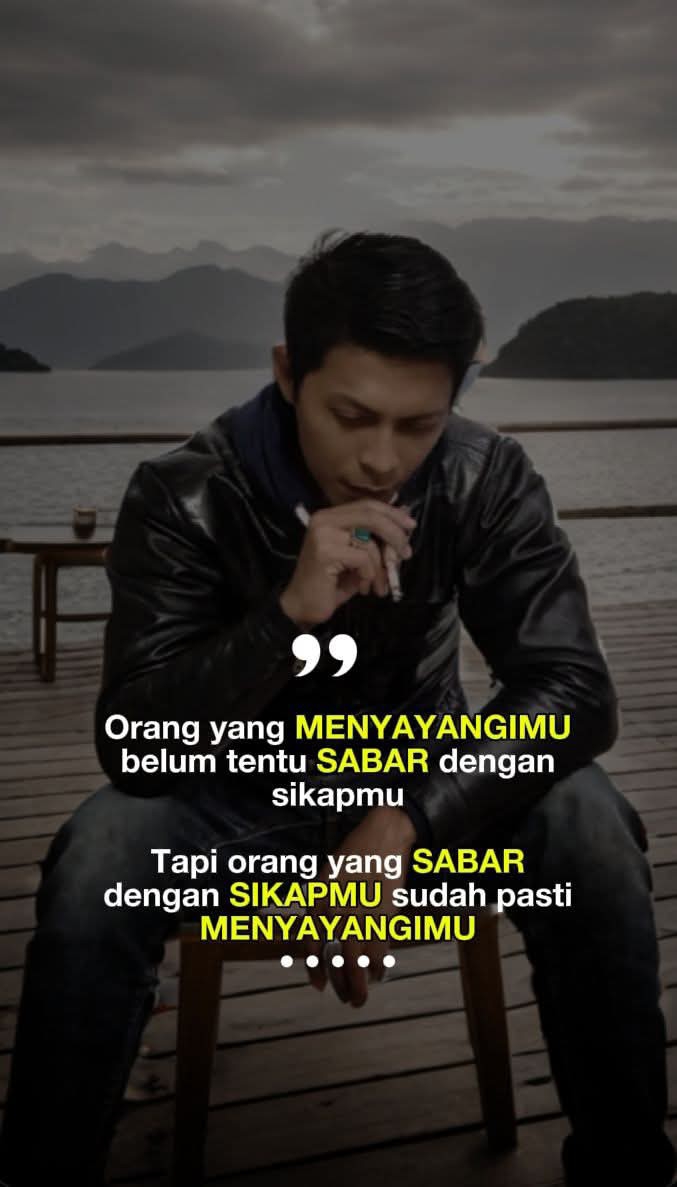 Orang yang MENYAYANGIMU
belum tentu SABAR dengan
sikapmu
Tapi orang yang SABAR
dengan SIKAPMU sudah pasti
MENYAYANGIMU